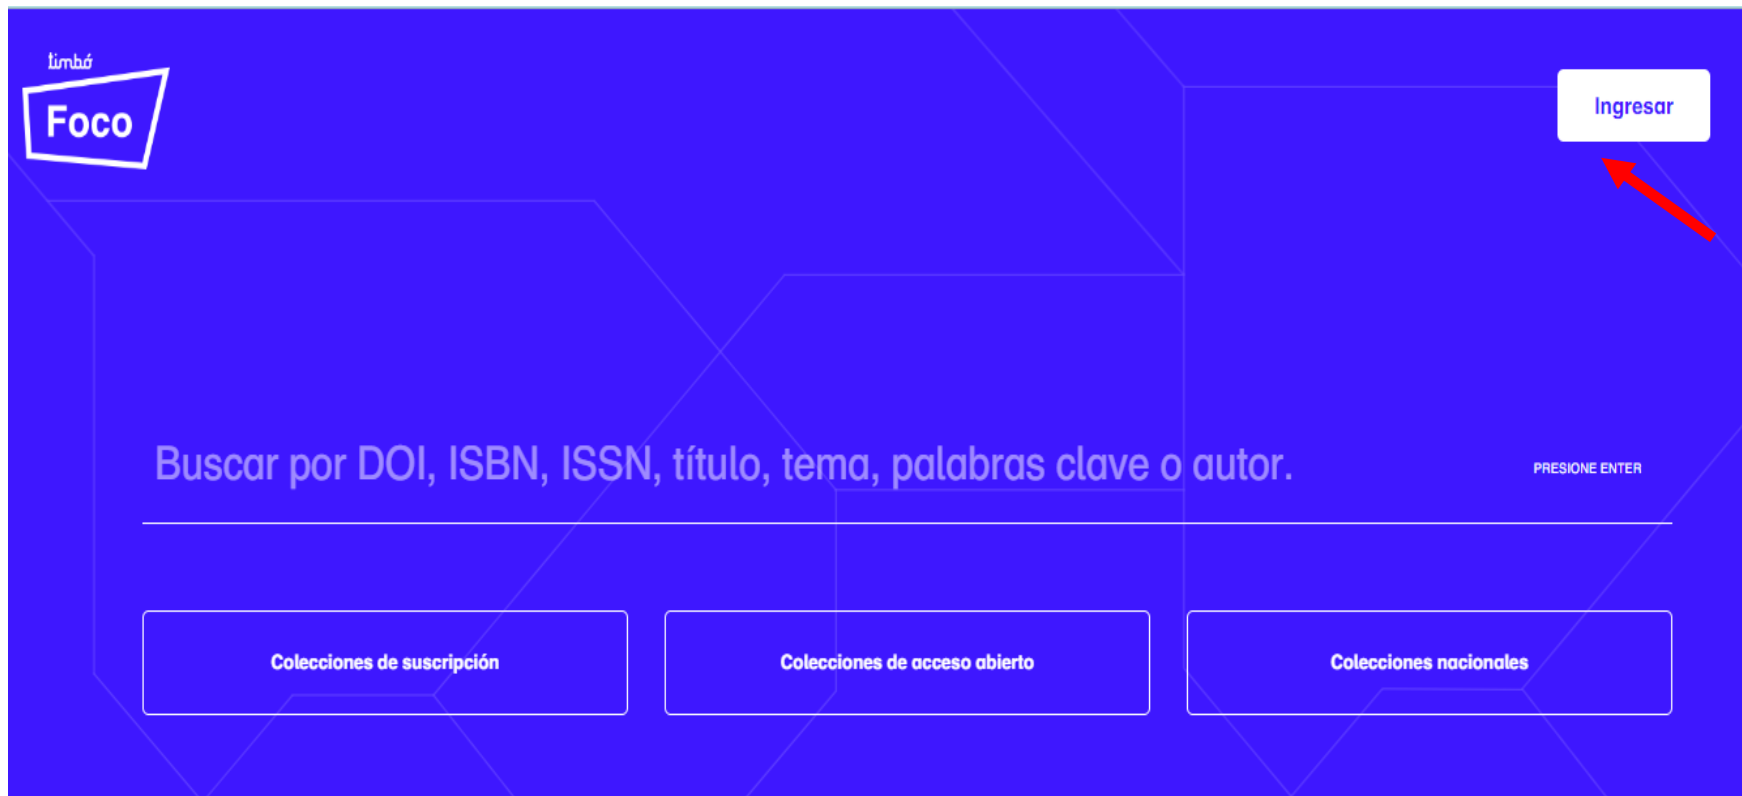 timbó
Foco
Ingresar
Buscar por DOI, ISBN, ISSN, título, tema, palabras clave o autor.
PRESIONE ENTER
Colecciones de suscripción
Colecciones de acceso abierto
Colecciones nacionales